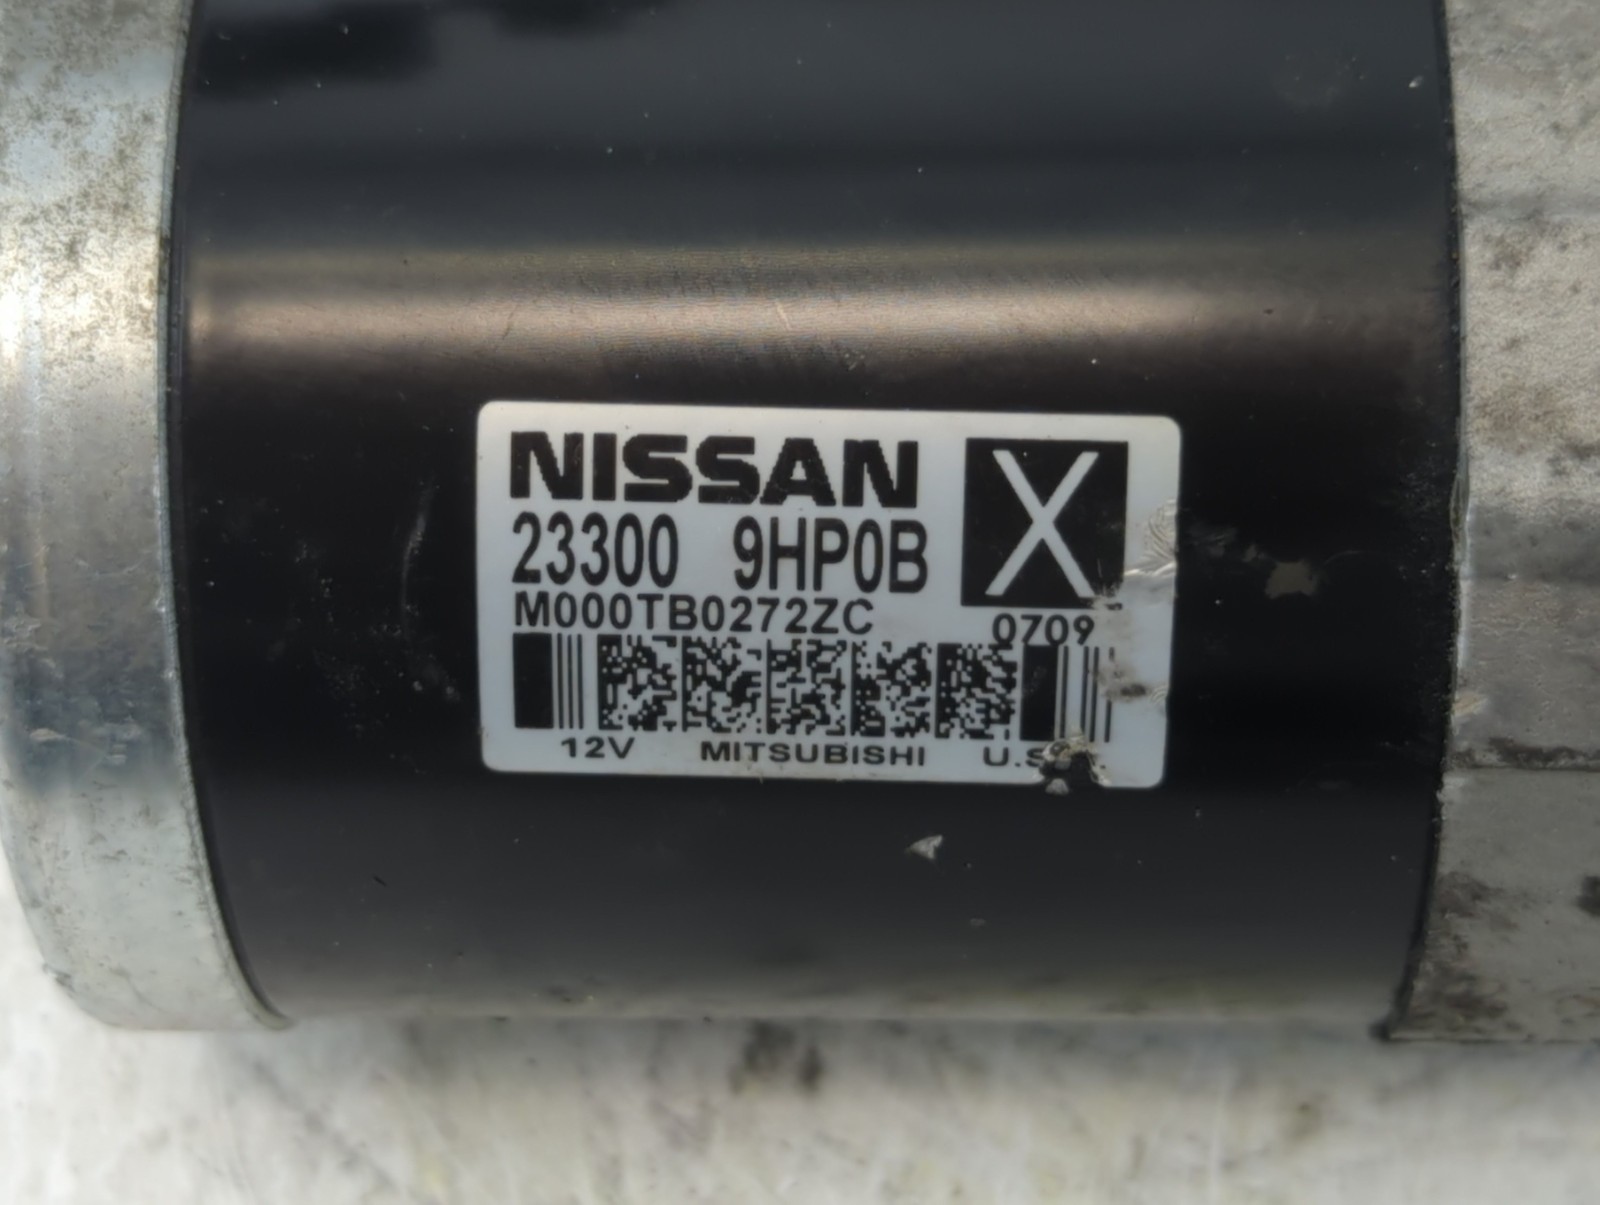 NISSAN X
23300 9HP0B
M000TB0272ZC 0709
12V MITSUBISHI